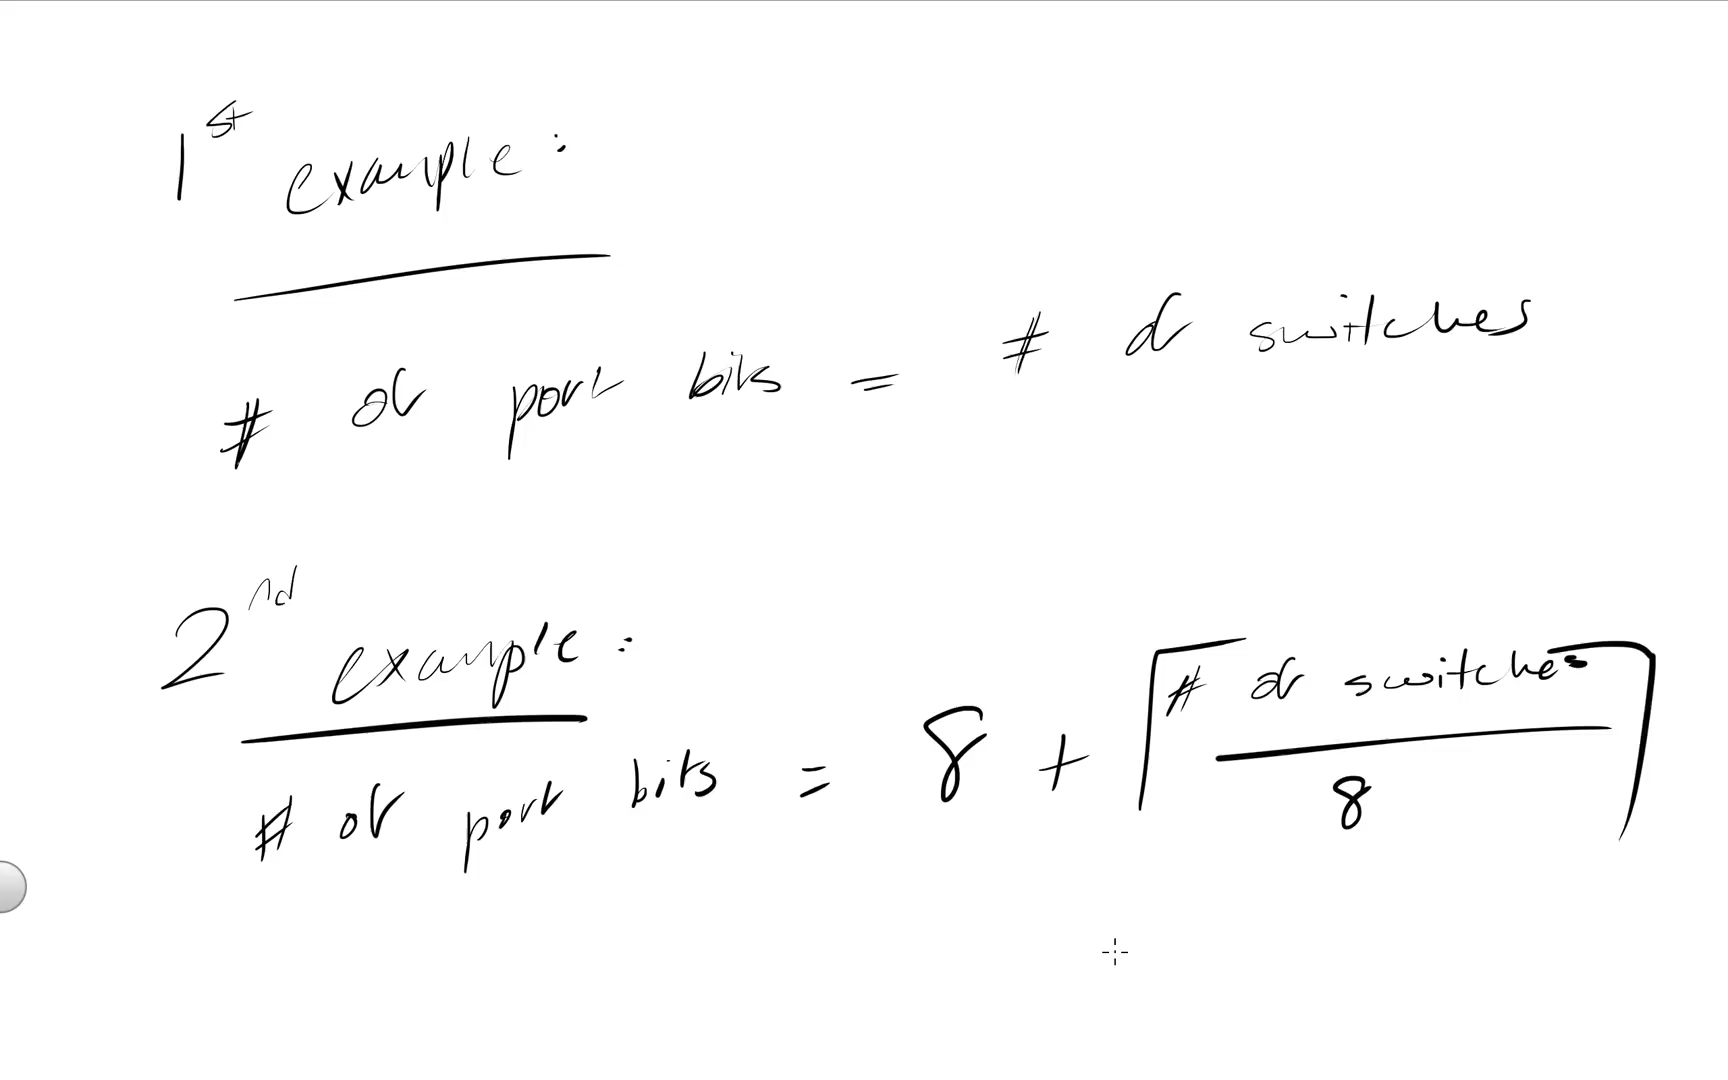 1st example:
# of port bits = # of switches
2nd example:
# of port bits = 8 + ⌈# of switches / 8⌉